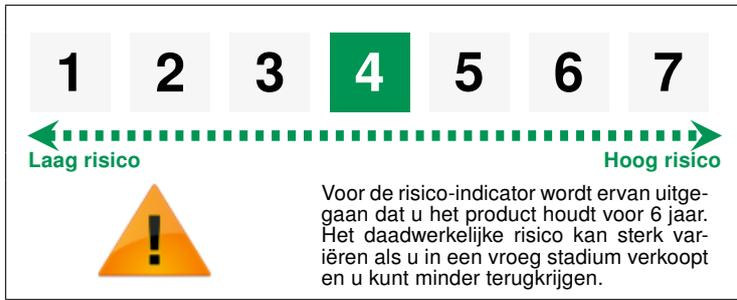 1 2 3 4 5 6 7
Laag risico Hoog risico
!
Voor de risico-indicator wordt ervan uitge-
gaan dat u het product houdt voor 6 jaar.
Het daadwerkelijke risico kan sterk var-
iëren als u in een vroeg stadium verkoopt
en u kunt minder terugkrijgen.